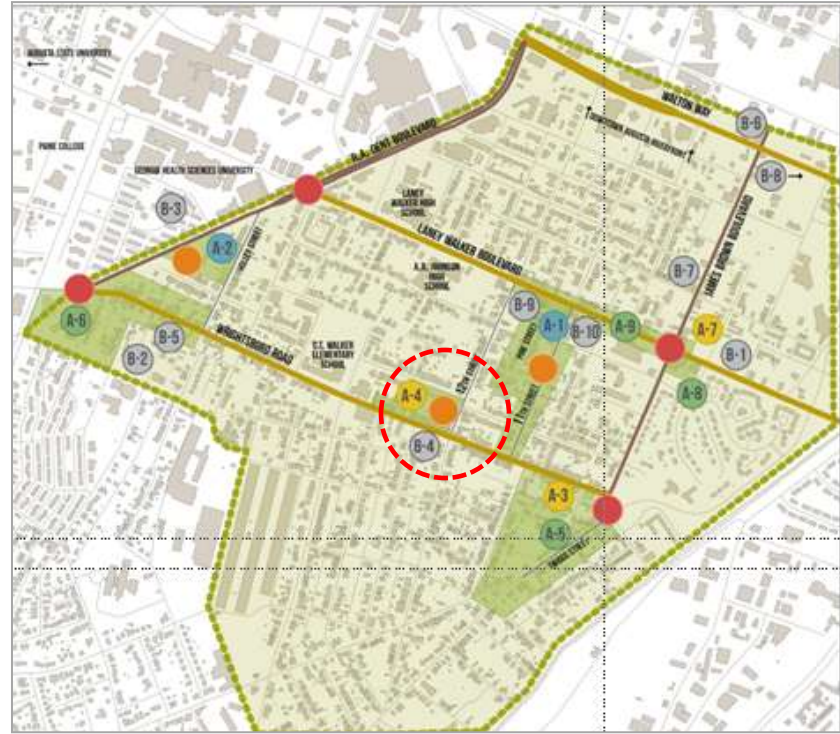 AUGUSTA STATE UNIVERSITY
PAINE COLLEGE
GEORGIA HEALTH SCIENCES UNIVERSITY
R.A. DENT BOULEVARD
WALTON WAY
DOWNTOWN AUGUSTA RIVERFRONT
B-6
B-8
B-3
A-2
HOLSEY STREET
LANEY
WALKER HIGH
SCHOOL
LANEY WALKER BOULEVARD
JAMES BROWN BOULEVARD
B-7
A.R. JOHNSON
HIGH
SCHOOL
B-9
A-1
B-10
A-9
A-7
B-1
A-8
PINE STREET
A-6
B-5
B-2
WRIGHTSBORO ROAD
C.T. WALKER
ELEMENTARY
SCHOOL
12TH STREET
11TH STREET
A-4
B-4
A-3
A-5
STREET